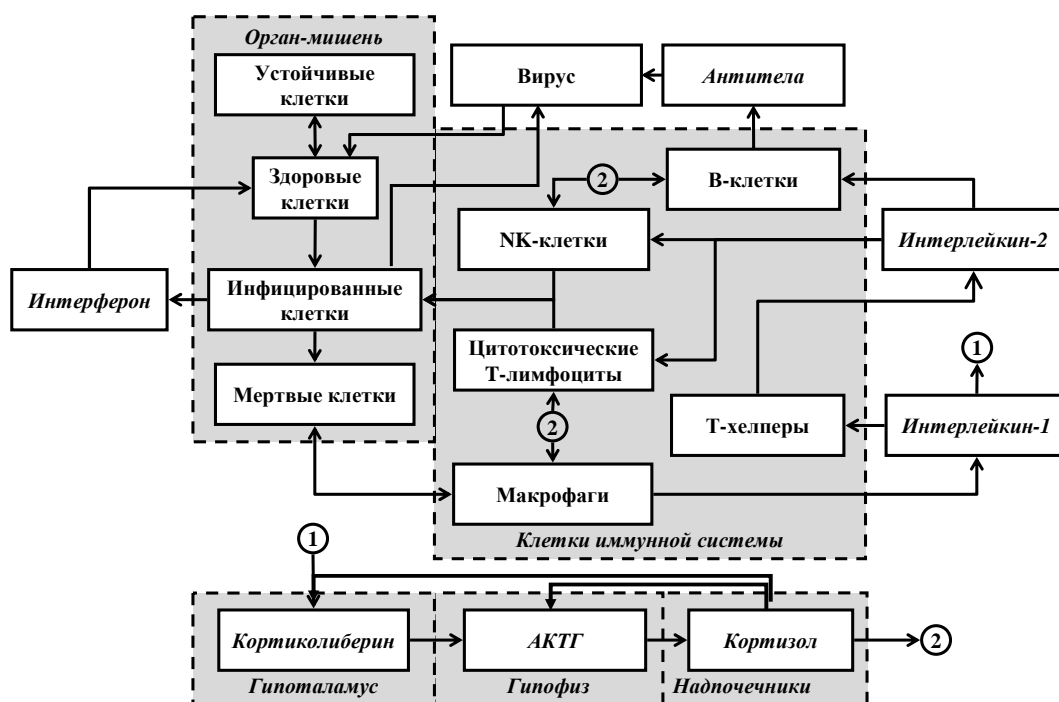 Орган-мишень
Устойчивые
клетки
Вирус
Антитела
Здоровые
клетки
2
В-клетки
NK-клетки
Интерлейкин-2
Интерферон
Инфицированные
клетки
Цитотоксические
Т-лимфоциты
1
Мертвые клетки
2
Т-хелперы
Интерлейкин-1
Макрофаги
Клетки иммунной системы
1
Кортиколиберин
АКТГ
Кортизол
2
Гипоталамус
Гипофиз
Надпочечники